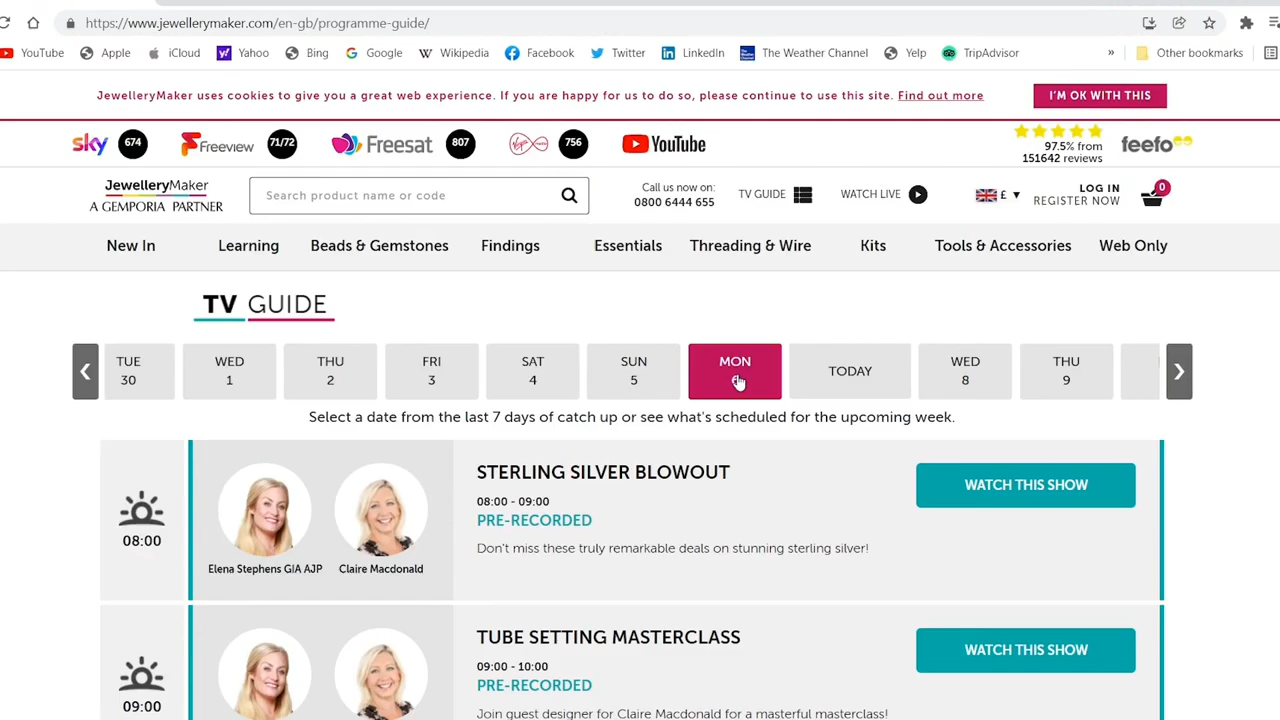 https://www.jewellerymaker.com/en-gb/programme-guide/
YouTube Apple iCloud Yahoo Bing Google Wikipedia Facebook Twitter LinkedIn The Weather Channel Yelp TripAdvisor » Other bookmarks
JewelleryMaker uses cookies to give you a great web experience. If you are happy for us to do so, please continue to use this site. Find out more
I'M OK WITH THIS
sky 674 Freeview 71/72 Freesat 807 756 YouTube
97.5% from
151642 reviews
feefo
JewelleryMaker
A GEMPORIA PARTNER
Search product name or code
Call us now on:
0800 6444 655
TV GUIDE
WATCH LIVE
£ ▼
LOG IN
REGISTER NOW
0
New In Learning Beads & Gemstones Findings Essentials Threading & Wire Kits Tools & Accessories Web Only
TV GUIDE
TUE WED THU FRI SAT SUN MON TODAY WED THU
30 1 2 3 4 5 8 9
Select a date from the last 7 days of catch up or see what's scheduled for the upcoming week.
08:00
Elena Stephens GIA AJP
Claire Macdonald
STERLING SILVER BLOWOUT
08:00 - 09:00
PRE-RECORDED
Don't miss these truly remarkable deals on stunning sterling silver!
WATCH THIS SHOW
09:00
TUBE SETTING MASTERCLASS
09:00 - 10:00
PRE-RECORDED
Join guest designer for Claire Macdonald for a masterful masterclass!
WATCH THIS SHOW